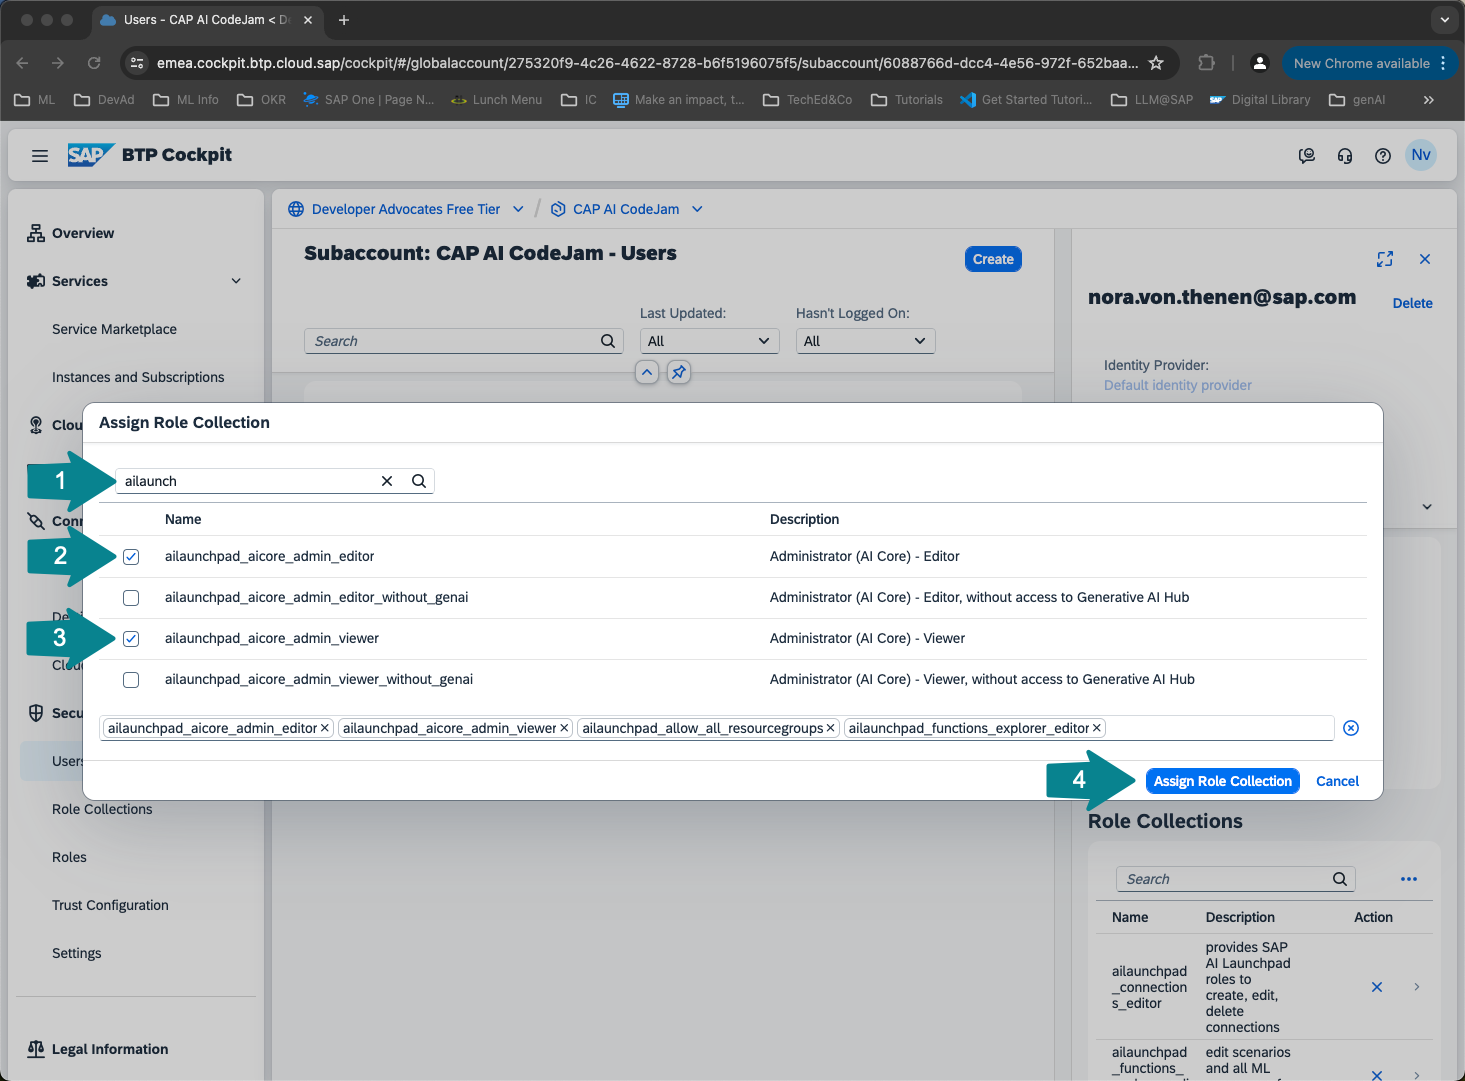 Users - CAP AI CodeJam < D
emea.cockpit.btp.cloud.sap/cockpit/#/globalaccount/275320f9-4c26-4622-8728-b6f5196075f5/subaccount/6088766d-dcc4-4e56-972f-652baa...
New Chrome available
ML
DevAd
ML Info
OKR
SAP One | Page N...
Lunch Menu
IC
Make an impact, t...
TechEd&Co
Tutorials
Get Started Tutori...
LLM@SAP
Digital Library
genAI
SAP BTP Cockpit
Nv
Overview
Services
Service Marketplace
Instances and Subscriptions
Clou
Conn
De
Clou
Secu
Users
Role Collections
Roles
Trust Configuration
Settings
Legal Information
Developer Advocates Free Tier / CAP AI CodeJam
Subaccount: CAP AI CodeJam - Users
Create
Last Updated:
Hasn't Logged On:
Search
All
All
nora.von.thenen@sap.com
Delete
Identity Provider:
Default identity provider
Assign Role Collection
1
ailaunch
Name
Description
2
ailaunchpad_aicore_admin_editor
Administrator (AI Core) - Editor
ailaunchpad_aicore_admin_editor_without_genai
Administrator (AI Core) - Editor, without access to Generative AI Hub
3
ailaunchpad_aicore_admin_viewer
Administrator (AI Core) - Viewer
ailaunchpad_aicore_admin_viewer_without_genai
Administrator (AI Core) - Viewer, without access to Generative AI Hub
ailaunchpad_aicore_admin_editor
ailaunchpad_aicore_admin_viewer
ailaunchpad_allow_all_resourcegroups
ailaunchpad_functions_explorer_editor
4
Assign Role Collection
Cancel
Role Collections
Search
Name
Description
Action
ailaunchpad
_connection
s_editor
provides SAP
AI Launchpad
roles to
create, edit,
delete
connections
ailaunchpad
_functions_
edit scenarios
and all ML